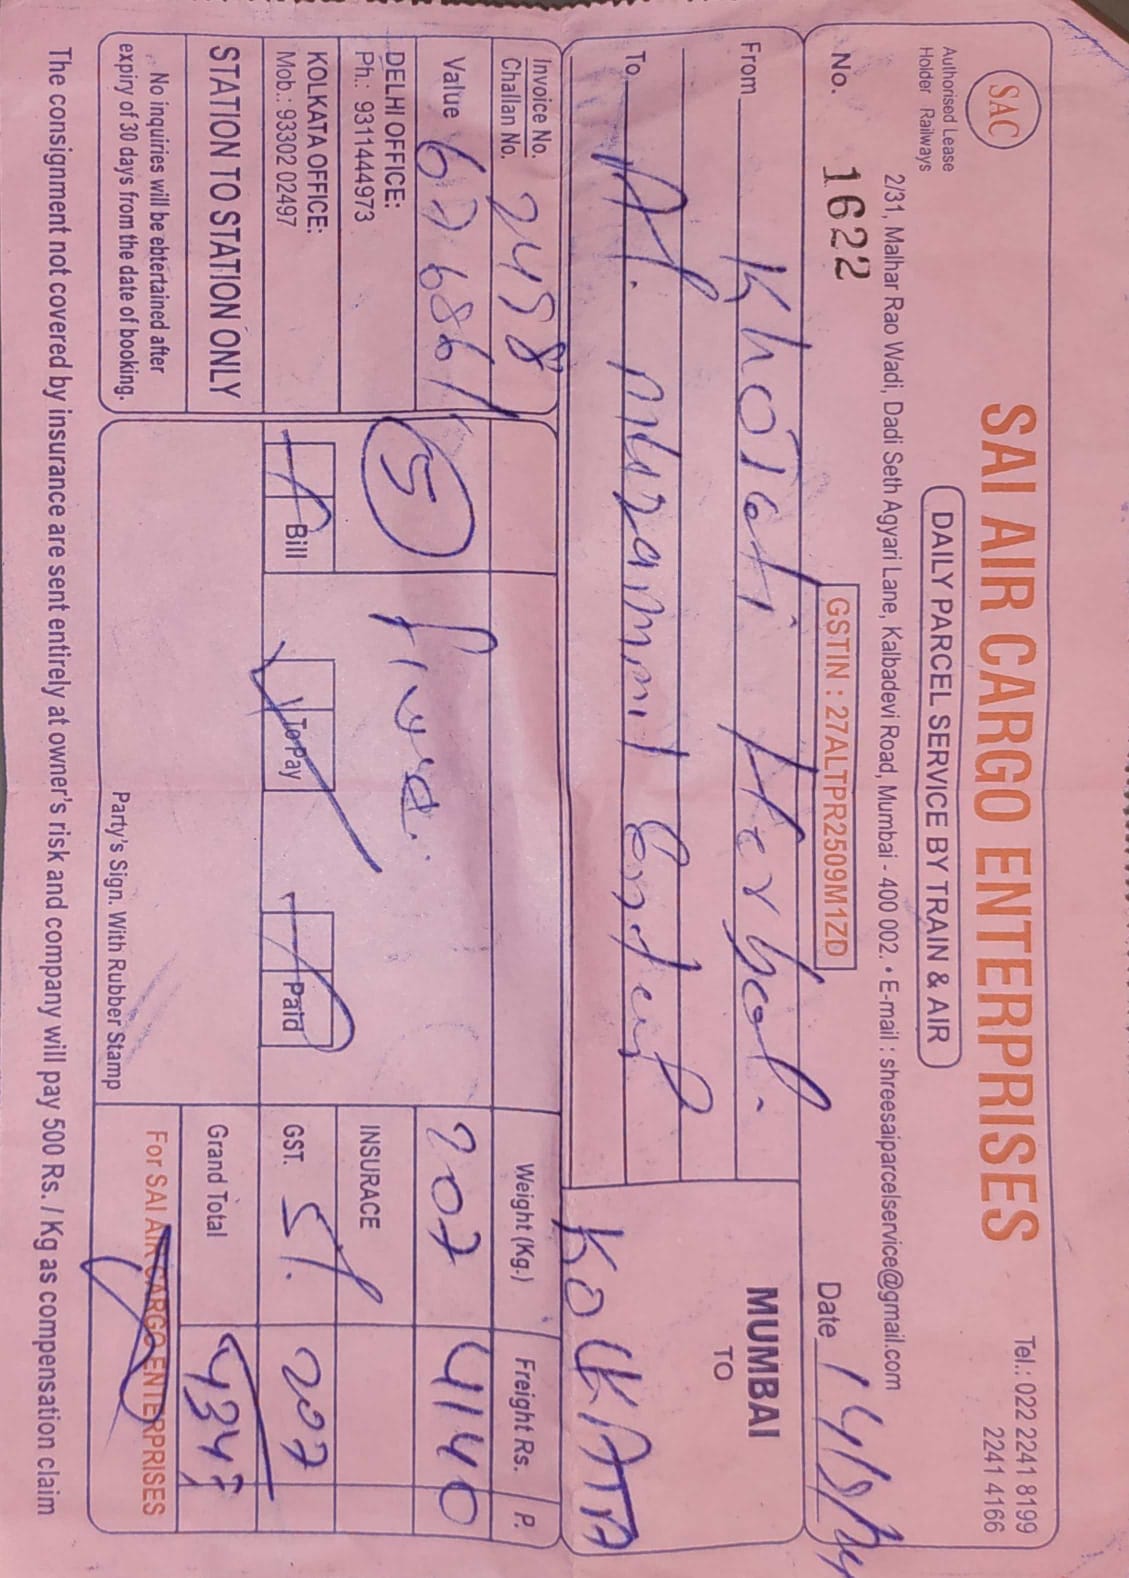 SAC
Authorised Lease
Holder Railways
SAI AIR CARGO ENTERPRISES
Tel.: 022 2241 8199
2241 4166
DAILY PARCEL SERVICE BY TRAIN & AIR
2/31, Malhar Rao Wadi, Dadi Seth Agyari Lane, Kalbadevi Road, Mumbai - 400 002. • E-mail : shreesaiparcelservice@gmail.com
No. 1622
GSTIN : 27ALTPR2509M1ZD
Date
From Khojati Herbal.
To
MUMBAI
TO
KOLKATA
Invoice No.
Challan No. 2458
Value 67686/
DELHI OFFICE:
Ph.: 9311444973
KOLKATA OFFICE:
Mob.: 93302 02497
STATION TO STATION ONLY
No inquiries will be ebtertained after
expiry of 30 days from the date of booking.
5 five.
Bill To Pay Paid
Party's Sign. With Rubber Stamp
Weight (Kg.) Freight Rs. P.
207 4140
INSURACE
GST. 5/. 207
Grand Total 4347
For SAI AIR CARGO ENTERPRISES
The consignment not covered by insurance are sent entirely at owner's risk and company will pay 500 Rs. / Kg as compensation claim